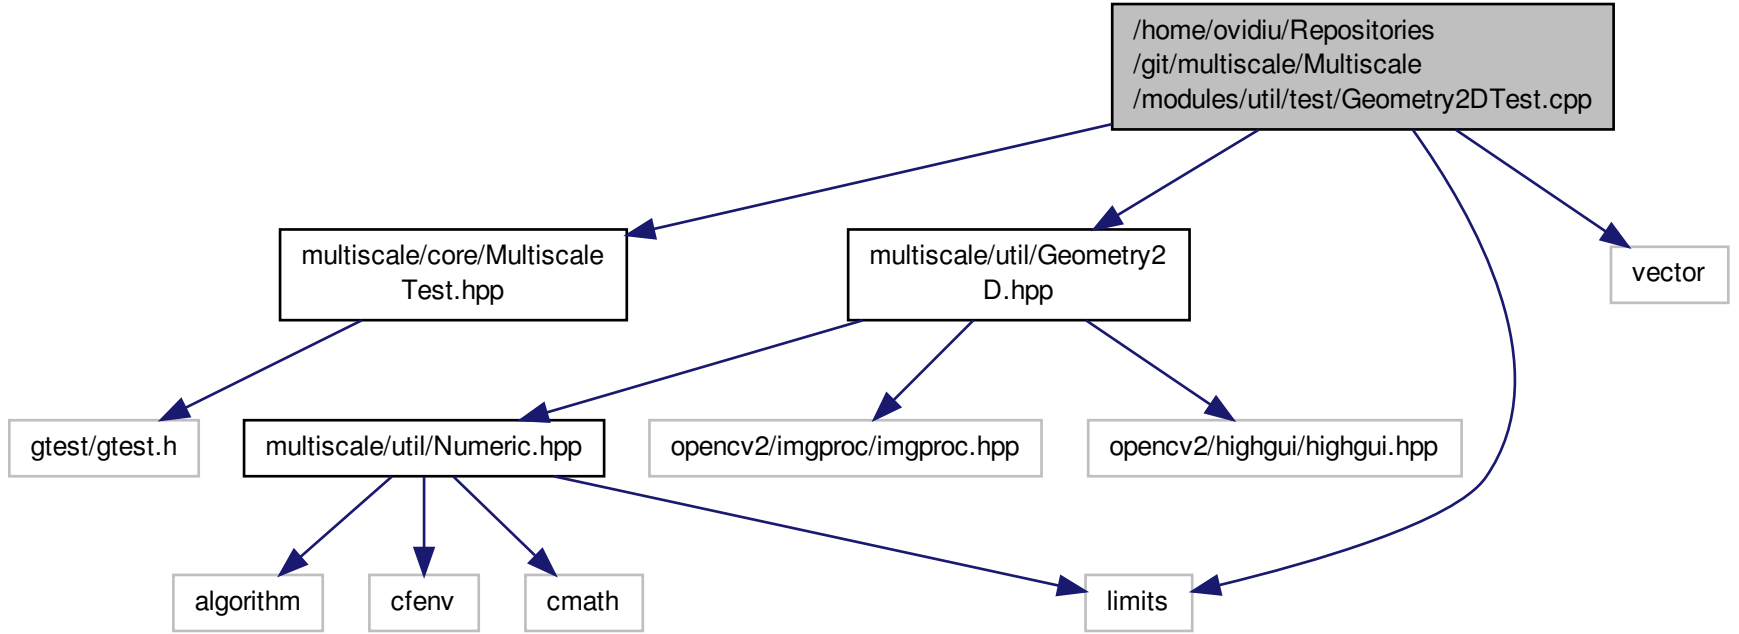 /home/ovidiu/Repositories
/git/multiscale/Multiscale
/modules/util/test/Geometry2DTest.cpp
multiscale/core/Multiscale
Test.hpp
multiscale/util/Geometry2
D.hpp
vector
gtest/gtest.h
multiscale/util/Numeric.hpp
opencv2/imgproc/imgproc.hpp
opencv2/highgui/highgui.hpp
algorithm
cfenv
cmath
limits